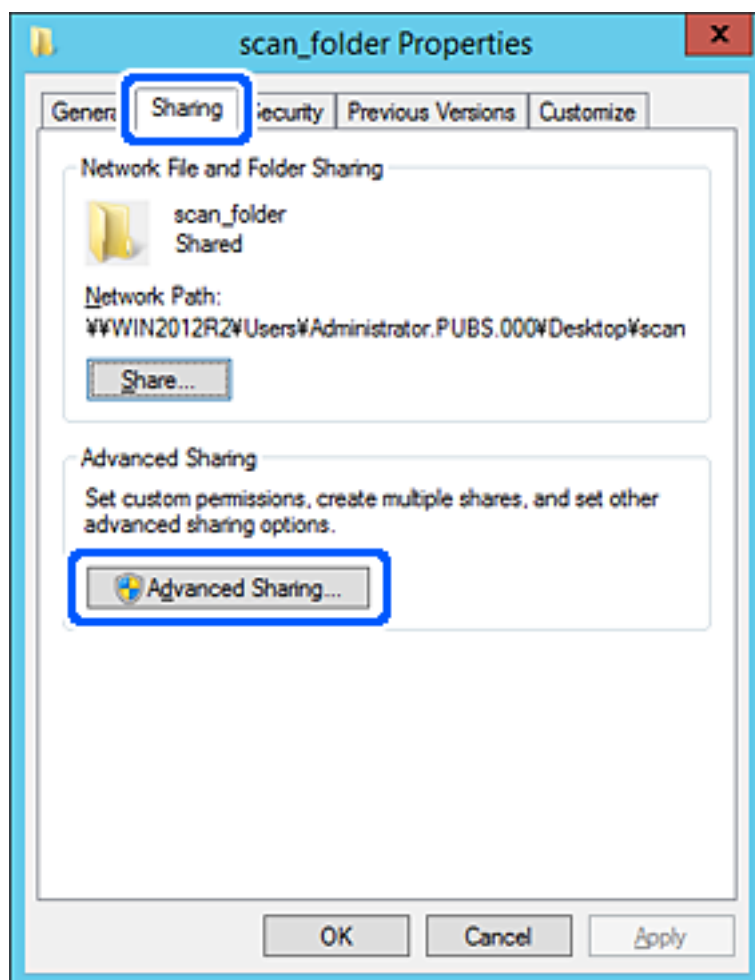 scan_folder Properties
x
General Sharing Security Previous Versions Customize
Network File and Folder Sharing
scan_folder
Shared
Network Path:
¥¥WIN2012R2¥Users¥Administrator.PUBS.000¥Desktop¥scan
Share...
Advanced Sharing
Set custom permissions, create multiple shares, and set other
advanced sharing options.
Advanced Sharing...
OK Cancel Apply